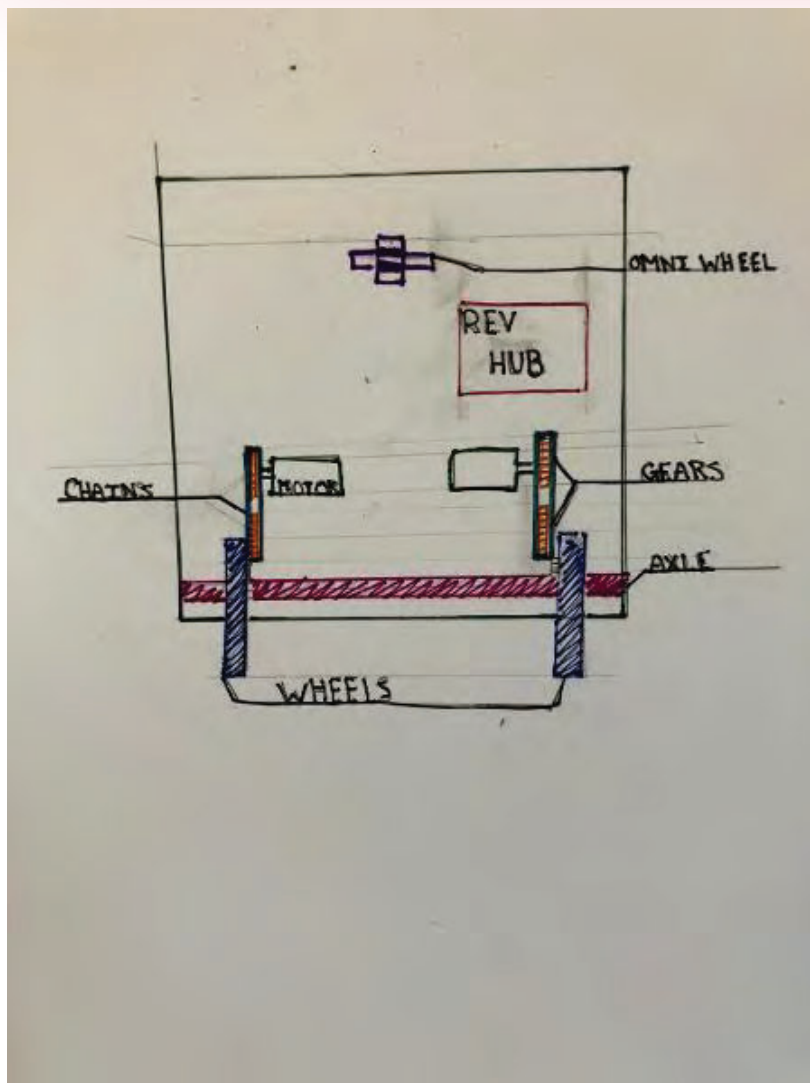 OMNI WHEEL
REV
HUB
MOTOR
CHAINS
GEARS
AXLE
WHEELS